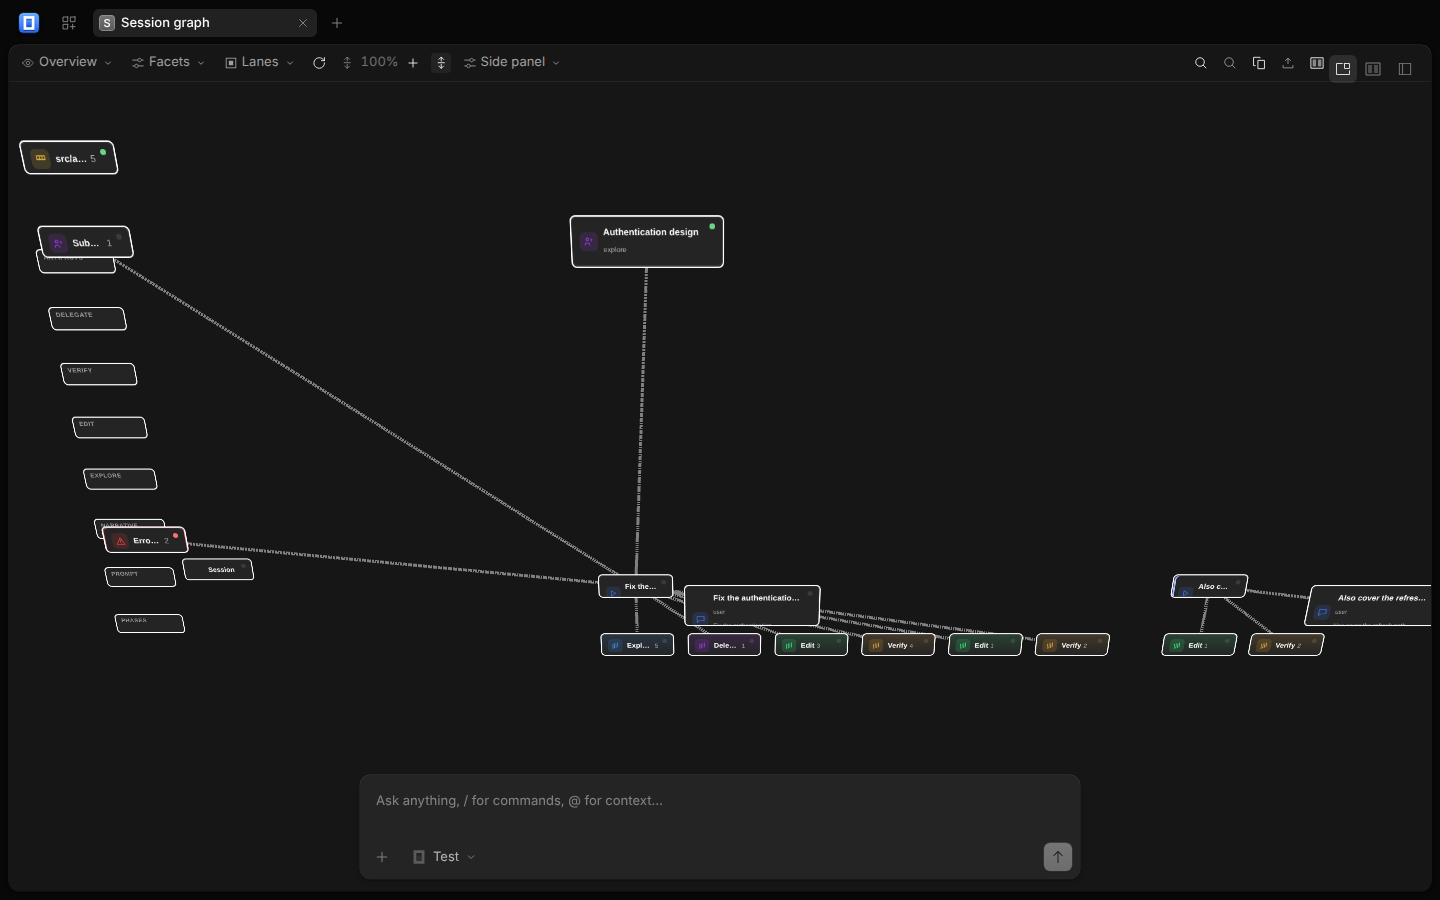 S Session graph
Overview
Facets
Lanes
100%
Side panel
srcla... 5
Sub... 1
DELEGATE
VERIFY
EDIT
EXPLORE
NARRATIVE
Erro... 2
PROMPT
Session
PHASES
Authentication design
explore
Fix the...
Fix the authenticatio...
user
Expl... 5
Dele... 1
Edit 3
Verify 4
Edit 1
Verify 2
Also c...
Also cover the refres...
user
Edit 1
Verify 2
Ask anything, / for commands, @ for context...
Test